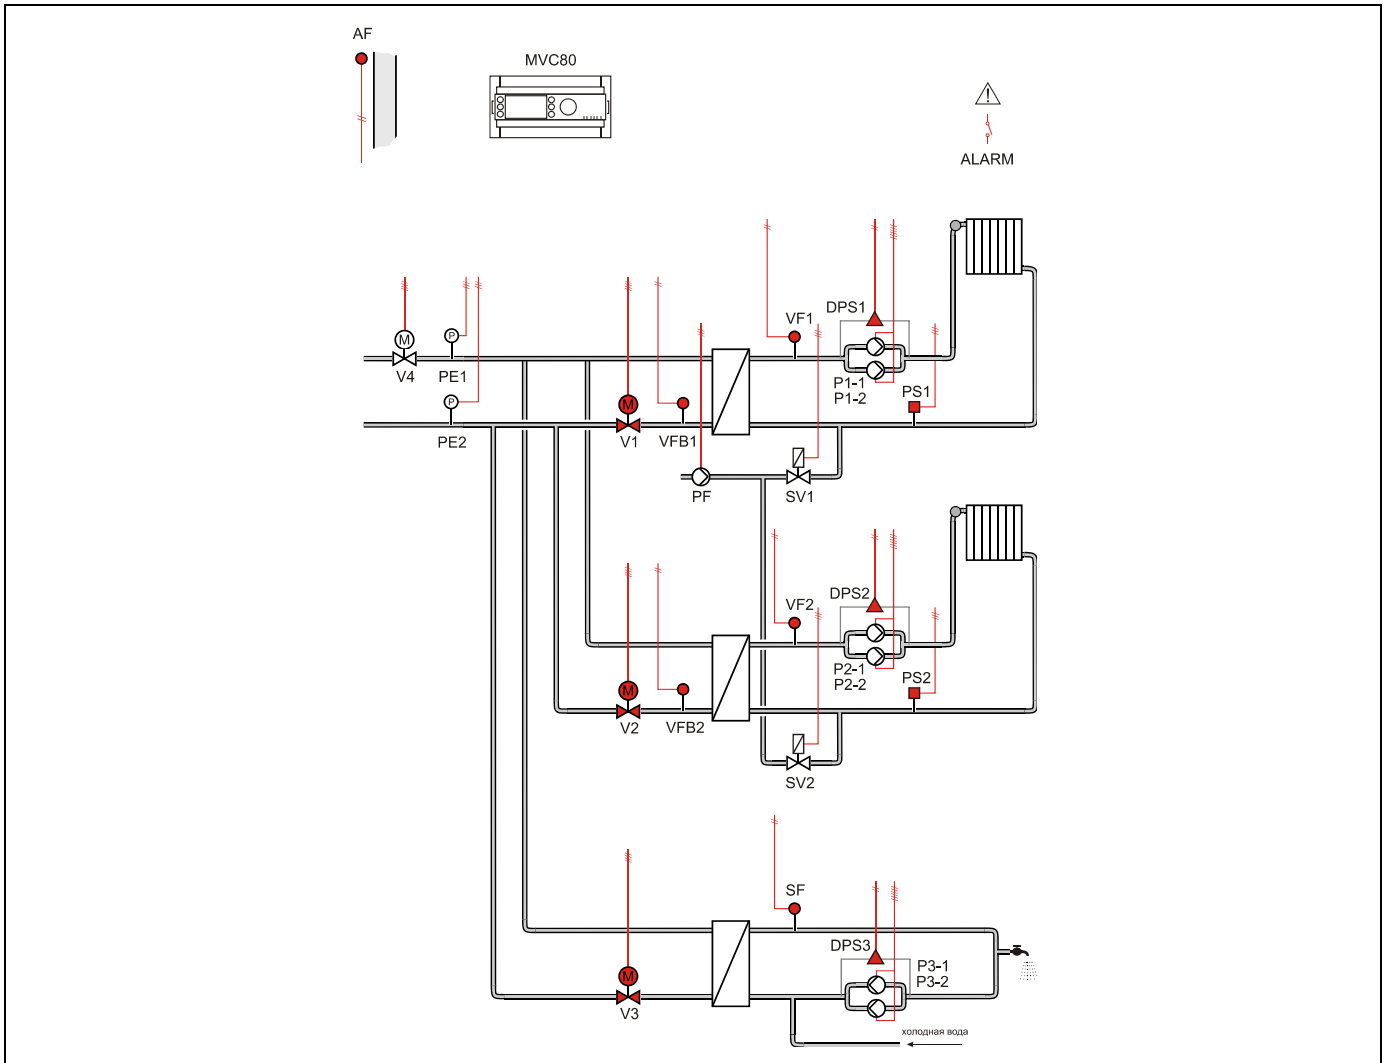 AF
MVC80
ALARM
DPS1
VF1
V4
PE1
P1-1
P1-2
PS1
PE2
V1
VFB1
PF
SV1
DPS2
VF2
P2-1
P2-2
PS2
V2
VFB2
SV2
SF
DPS3
P3-1
P3-2
V3
холодная вода
M
P
P
M
M
M